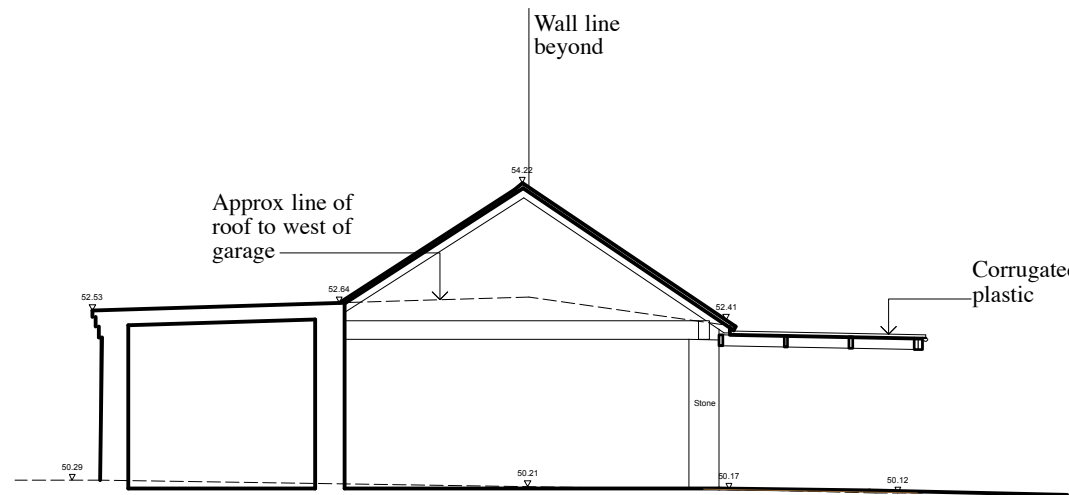 Wall line
beyond
54.22
Approx line of
roof to west of
garage
52.53
52.64
52.41
Corrugated
plastic
Stone
50.29
50.21
50.17
50.12